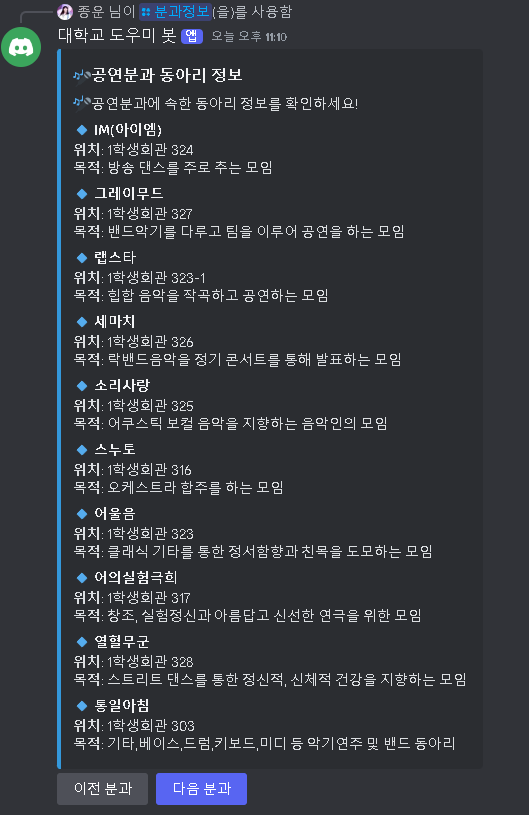 종운 님이 분과정보 (을)를 사용함
대학교 도우미 봇 앱 오늘 오후 11:10
공연분과 동아리 정보
공연분과에 속한 동아리 정보를 확인하세요!
IM(아이엠)
위치: 1학생회관 324
목적: 방송 댄스를 주로 추는 모임
그레이무드
위치: 1학생회관 327
목적: 밴드악기를 다루고 팀을 이루어 공연을 하는 모임
랩스타
위치: 1학생회관 323-1
목적: 힙합 음악을 작곡하고 공연하는 모임
세마치
위치: 1학생회관 326
목적: 락밴드음악을 정기 콘서트를 통해 발표하는 모임
소리사랑
위치: 1학생회관 325
목적: 어쿠스틱 보컬 음악을 지향하는 음악인의 모임
스누토
위치: 1학생회관 316
목적: 오케스트라 합주를 하는 모임
어울음
위치: 1학생회관 323
목적: 클래식 기타를 통한 정서함향과 친목을 도모하는 모임
어의실험극회
위치: 1학생회관 317
목적: 창조, 실험정신과 아름답고 신선한 연극을 위한 모임
열혈무군
위치: 1학생회관 328
목적: 스트리트 댄스를 통한 정신적, 신체적 건강을 지향하는 모임
통일아침
위치: 1학생회관 303
목적: 기타,베이스,드럼,키보드,미디 등 악기연주 및 밴드 동아리
이전 분과 다음 분과